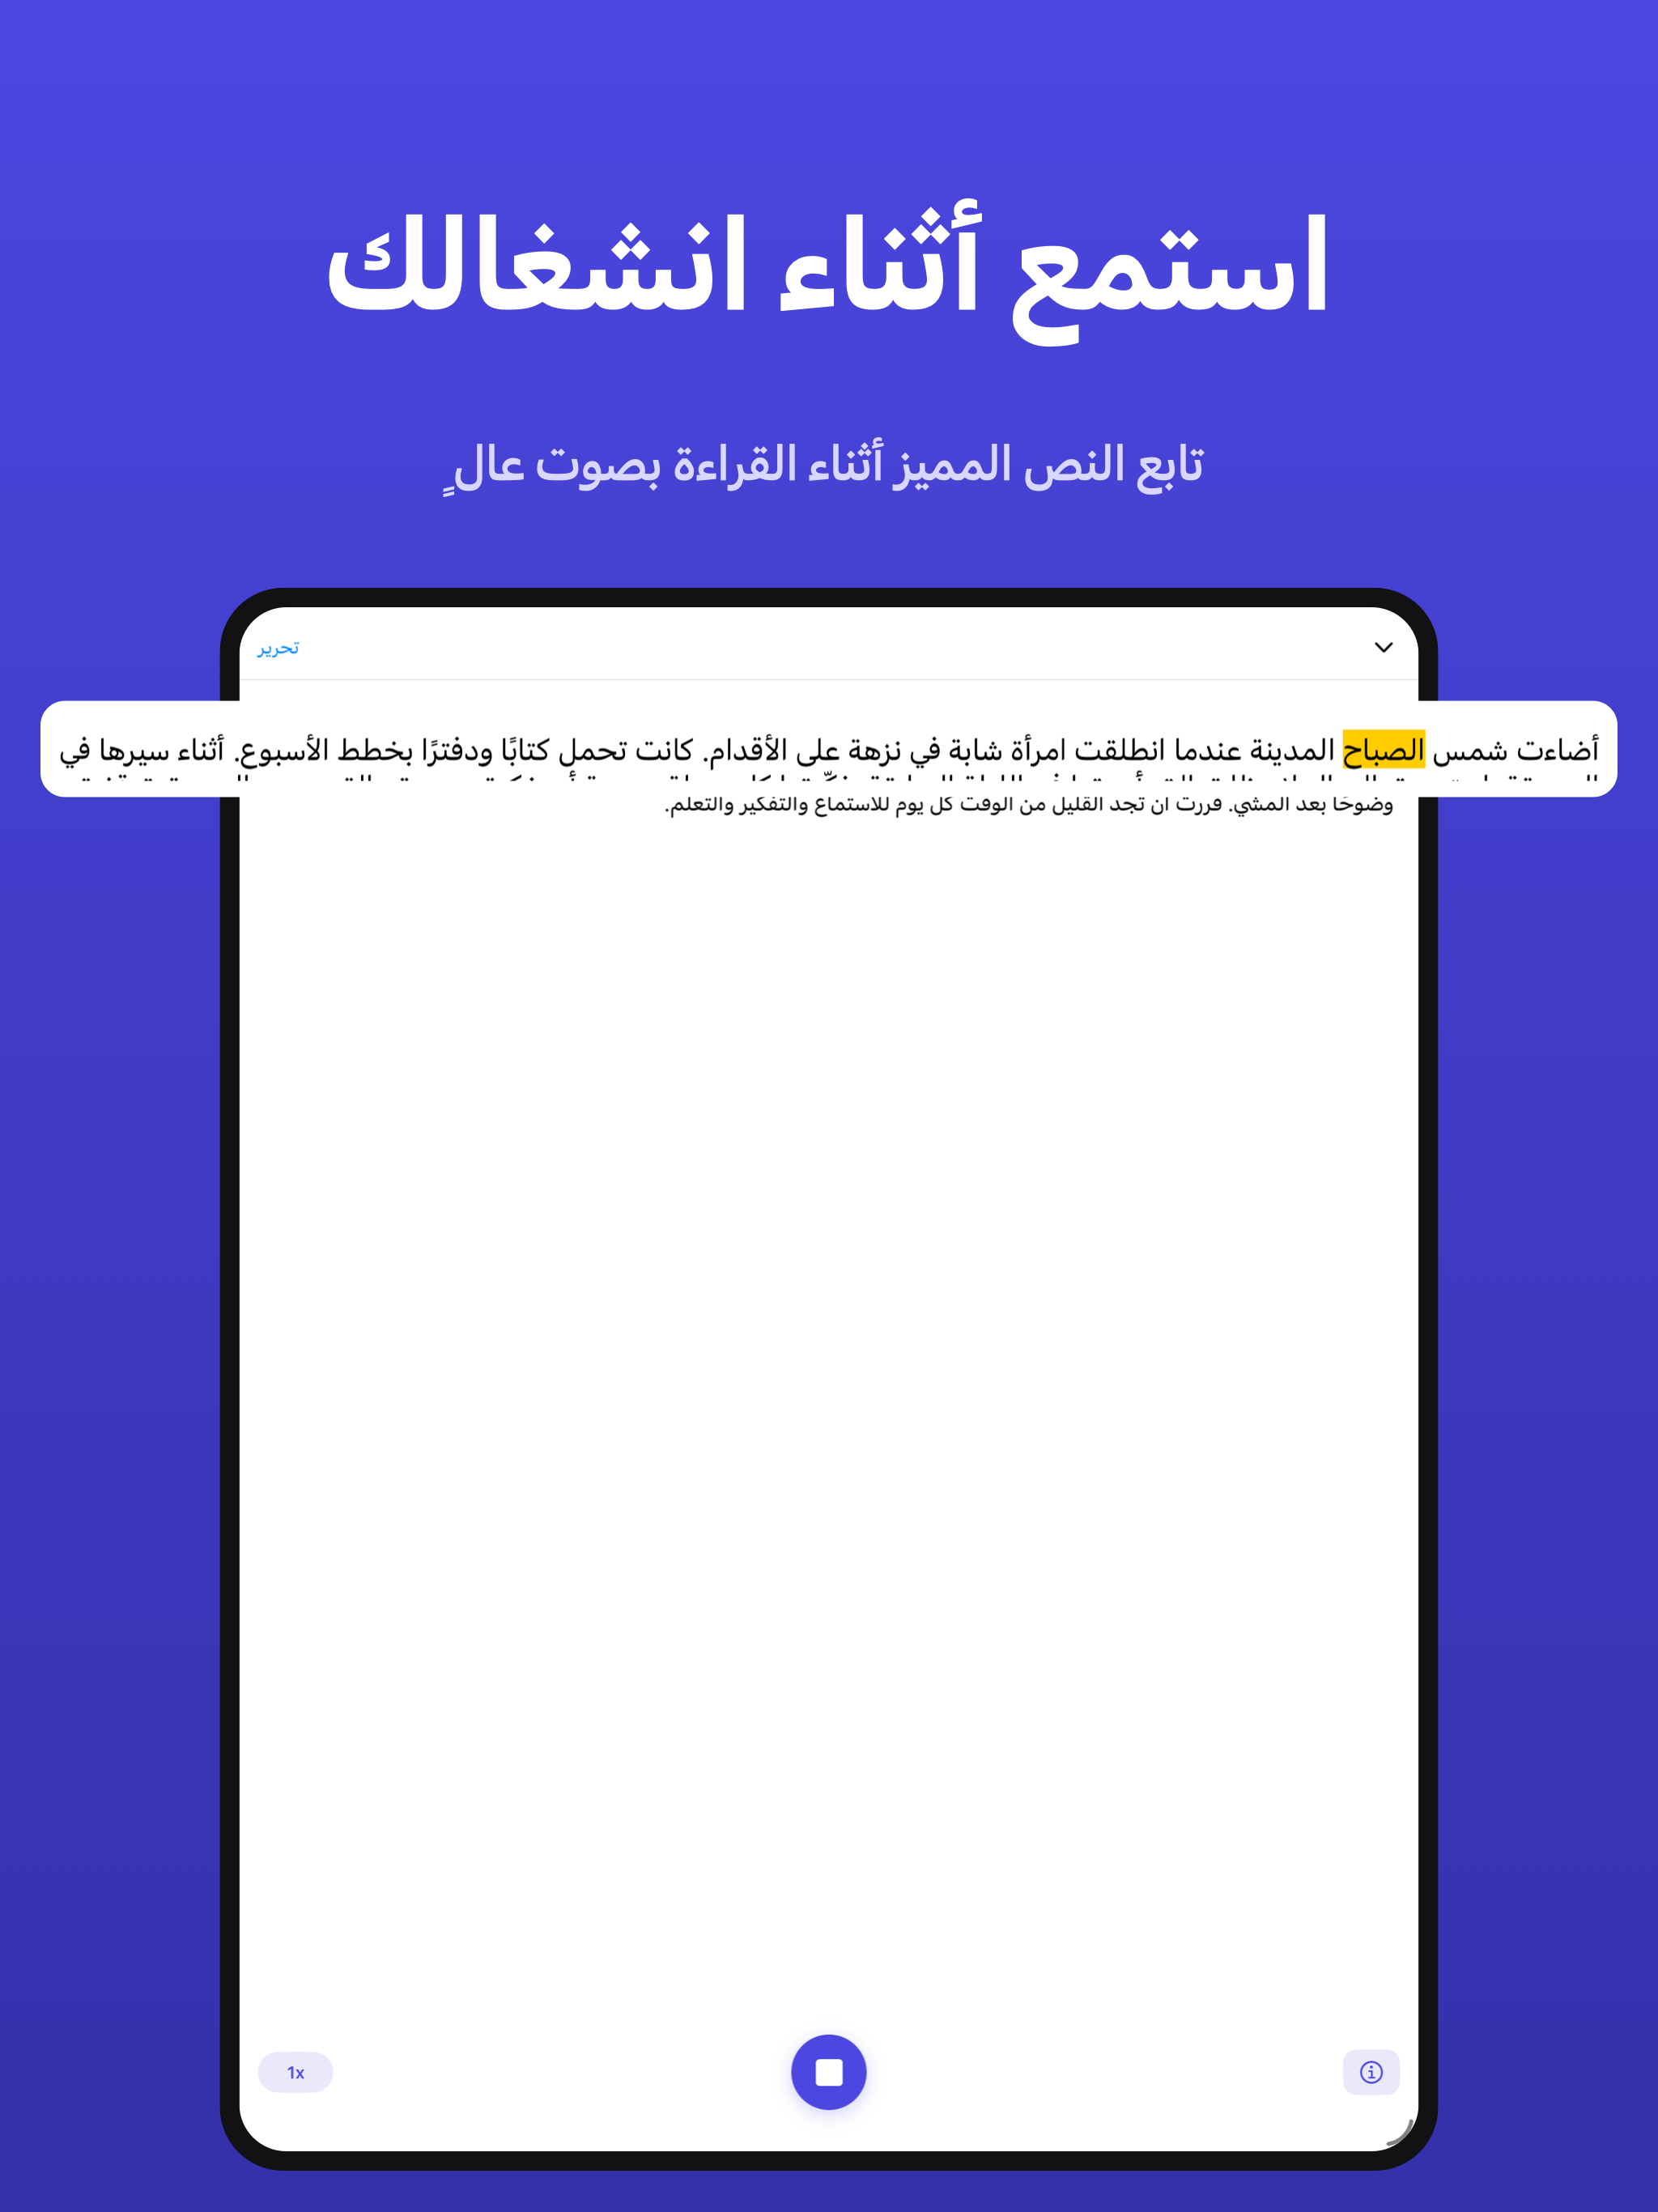 استمع أثناء انشغالك
تابع النص المميز أثناء القراءة بصوت عالٍ
تحرير
أضاءت شمس الصباح المدينة عندما انطلقت امرأة شابة في نزهة على الأقدام. كانت تحمل كتابًا ودفترًا بخطط الأسبوع. أثناء سيرها في
وضوحًا بعد المشي. قررت أن تجد القليل من الوقت كل يوم للاستماع والتفكير والتعلم.
1x